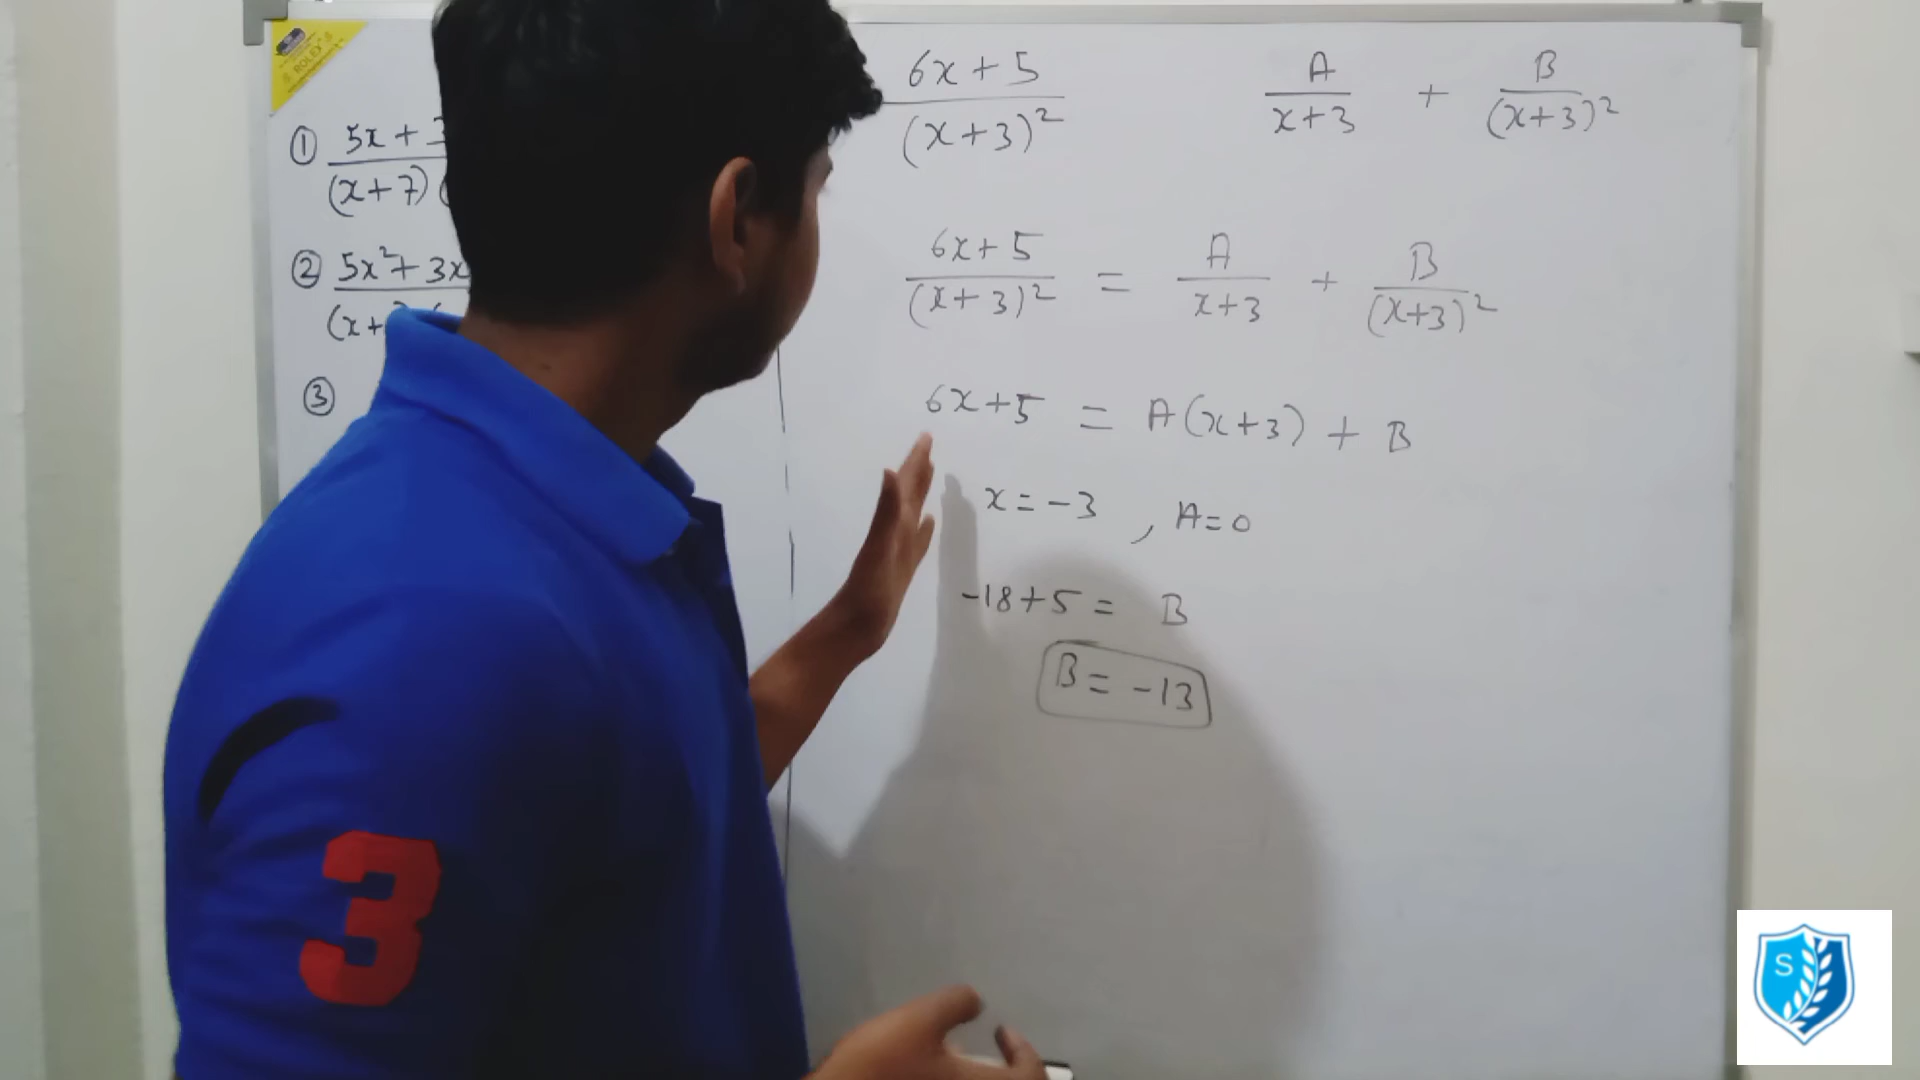 ROLEX
① 5x +
(x+7) (
② 5x² + 3x
(x+
③
6x + 5 / (x+3)²    A / x+3 + B / (x+3)²
6x + 5 / (x+3)² = A / x+3 + B / (x+3)²
6x+5 = A(x+3) + B
x = -3 , A = 0
-18+5 = B
B = -13
3
S